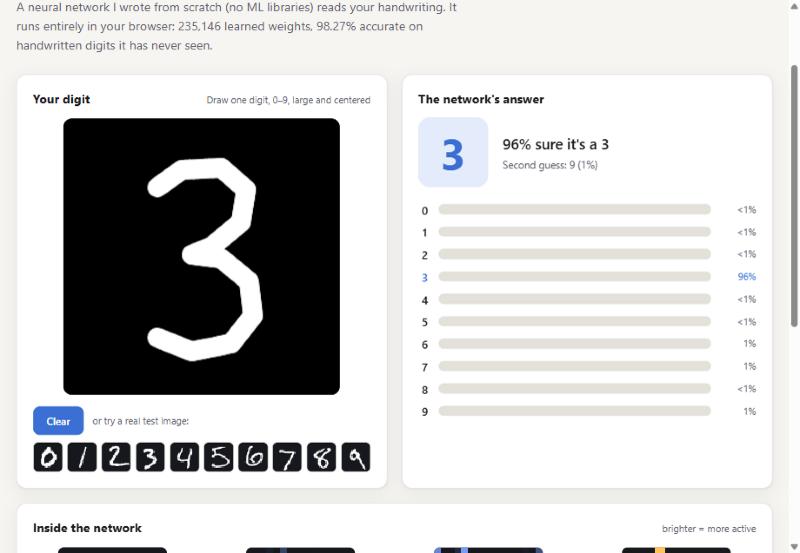 A neural network I wrote from scratch (no ML libraries) reads your handwriting. It
runs entirely in your browser: 235,146 learned weights, 98.27% accurate on
handwritten digits it has never seen.
Your digit
Draw one digit, 0–9, large and centered
3
Clear
or try a real test image:
0 1 2 3 4 5 6 7 8 9
The network's answer
3
96% sure it's a 3
Second guess: 9 (1%)
0 <1%
1 <1%
2 <1%
3 96%
4 <1%
5 <1%
6 1%
7 1%
8 <1%
9 1%
Inside the network
brighter = more active